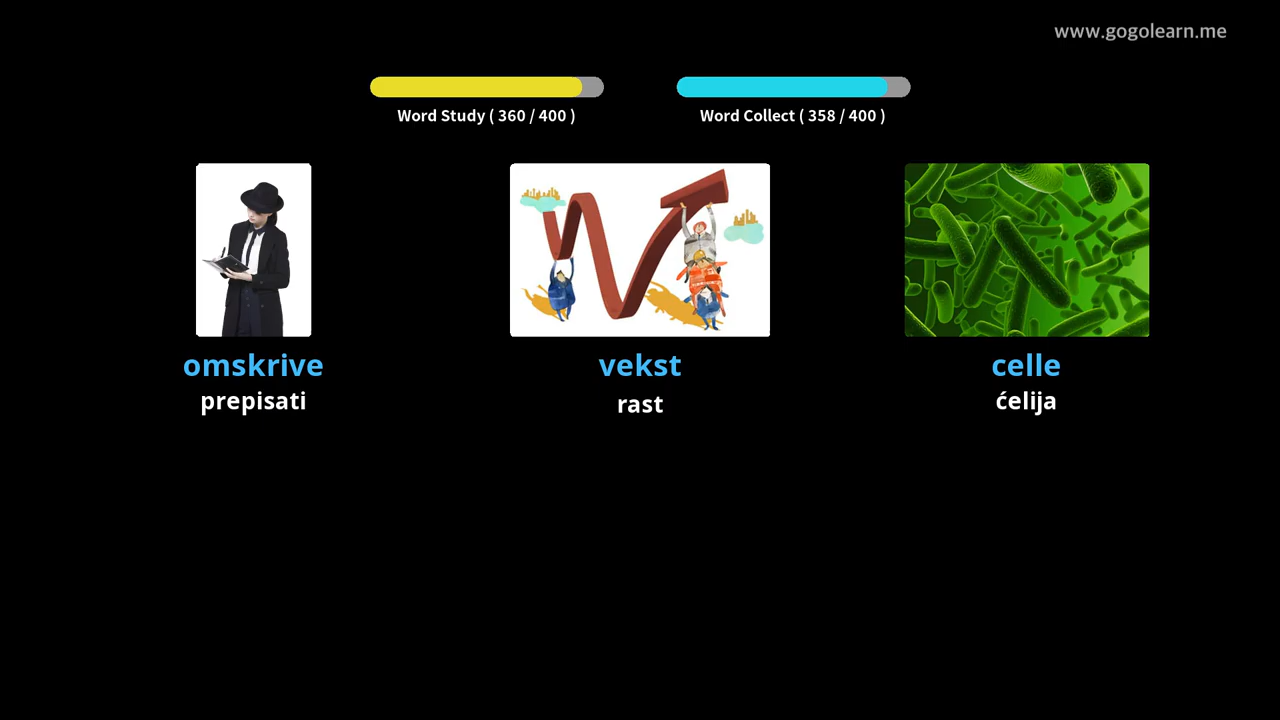 www.gogolearn.me
Word Study ( 360 / 400 )
Word Collect ( 358 / 400 )
omskrive
vekst
celle
prepisati
rast
ćelija